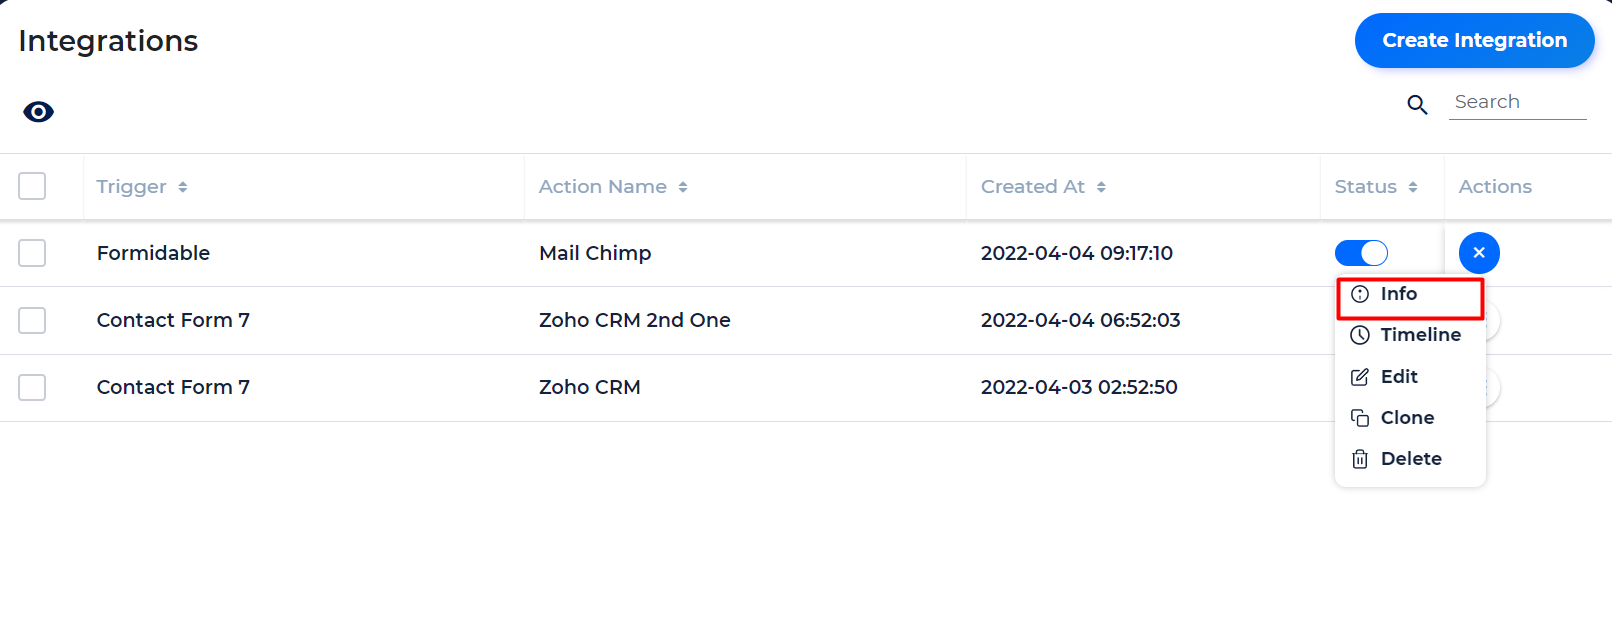 Integrations
Create Integration
Search
Trigger Action Name Created At Status Actions
Formidable Mail Chimp 2022-04-04 09:17:10
Info
Contact Form 7 Zoho CRM 2nd One 2022-04-04 06:52:03
Timeline
Edit
Contact Form 7 Zoho CRM 2022-04-03 02:52:50
Clone
Delete